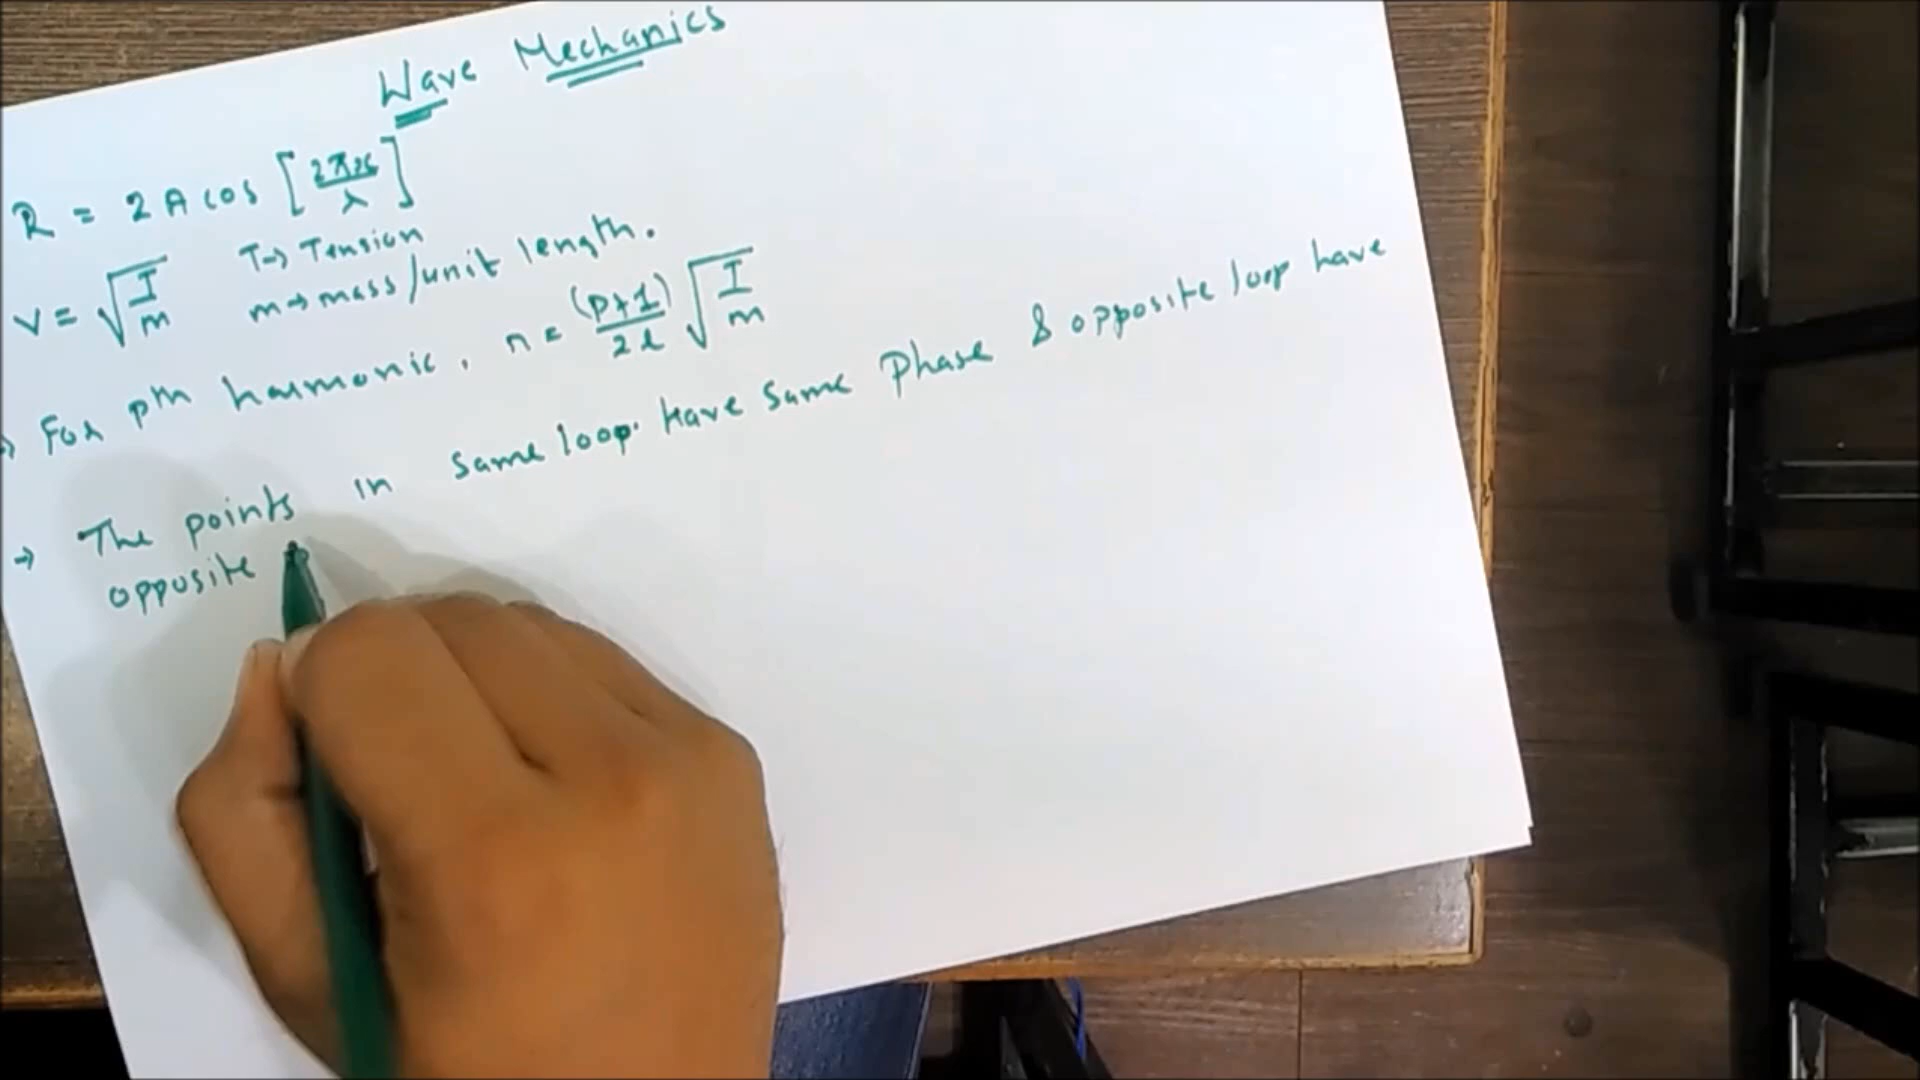 Wave Mechanics
R = 2 A cos [2πx/λ]
v = √(T/m) T → Tension
m → mass/unit length.
→ For pth harmonic, n = (p+1)/2l √(T/m)
→ The points in same loop. have same phase & opposite loop have
opposite